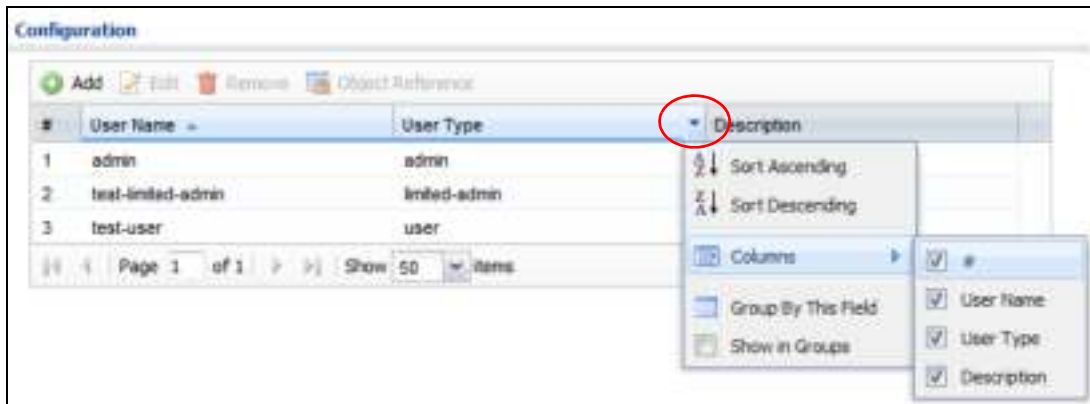 Configuration
Add Edit Remove Object Reference
# User Name User Type Description
1 admin admin
2 test-limited-admin limited-admin
3 test-user user
Page 1 of 1 Show 50 items
Sort Ascending
Sort Descending
Columns
Group By This Field
Show in Groups
#
User Name
User Type
Description